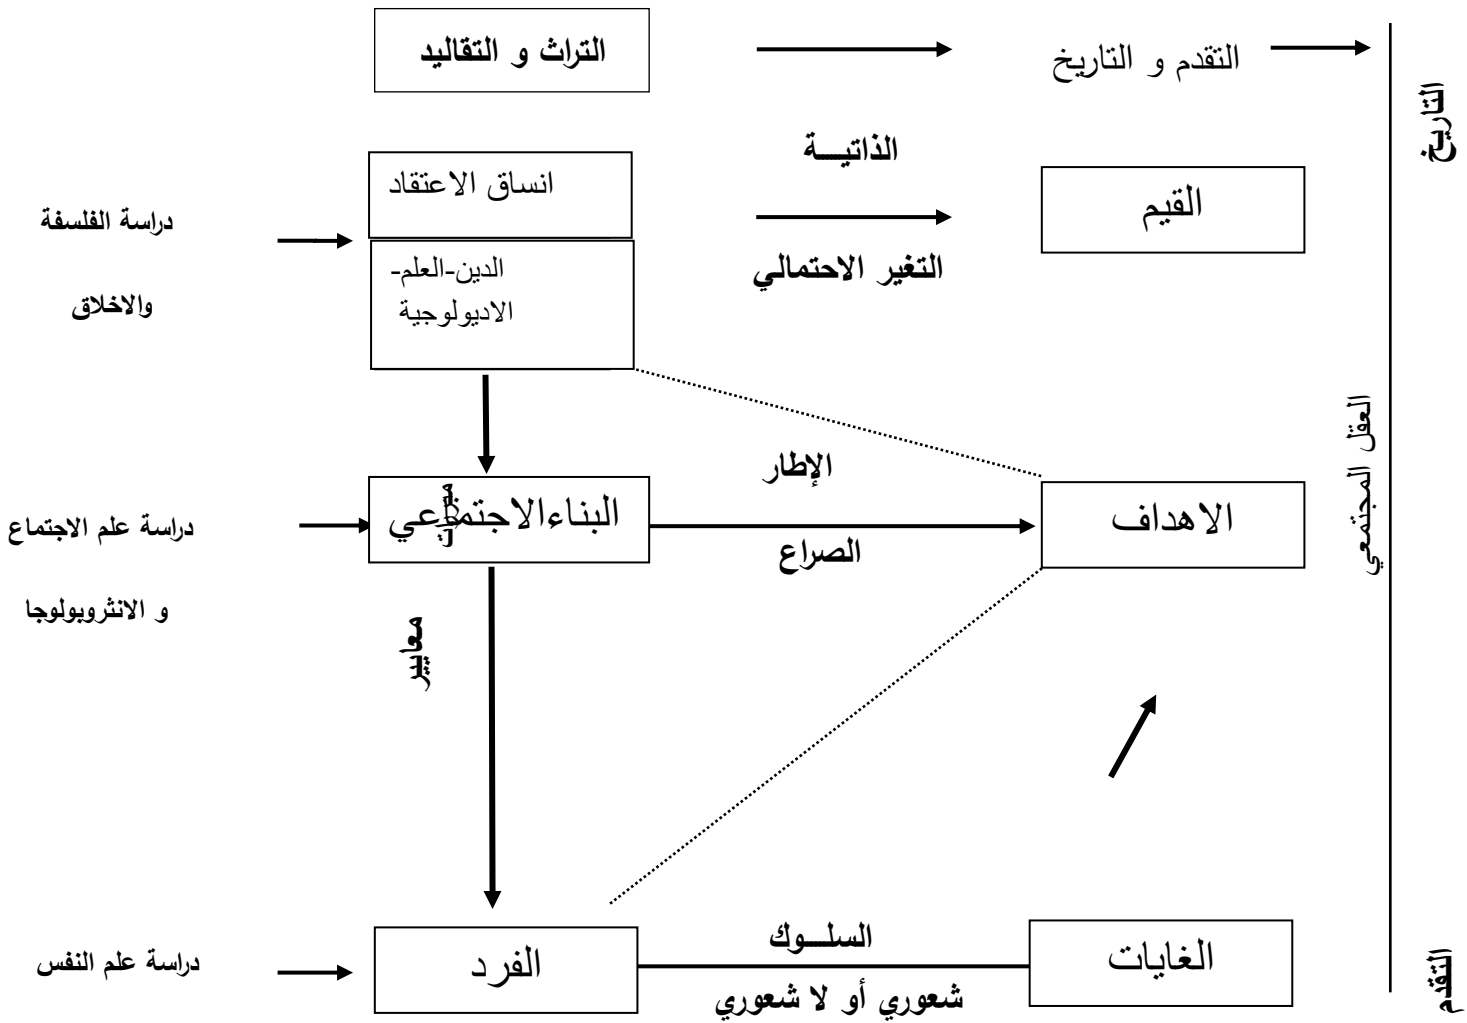 التراث و التقاليد
التقدم و التاريخ
التاريخ
الذاتيـــة
انساق الاعتقاد
القيم
دراسة الفلسفة
والاخلاق
التغير الاحتمالي
الدين-العلم-
الاديولوجية
العقل المجتمعي
الإطار
البناءالاجتماعي
الاهداف
دراسة علم الاجتماع
و الانثروبولوجا
الصراع
معايير
السلـــوك
الفرد
الغايات
دراسة علم النفس
شعوري أو لا شعوري
التقدم